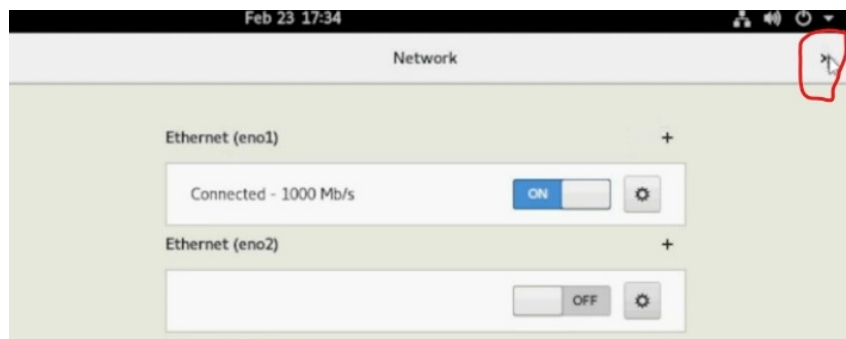 Feb 23 17:34
Network
Ethernet (eno1)
+
Connected - 1000 Mb/s
ON
Ethernet (eno2)
+
OFF